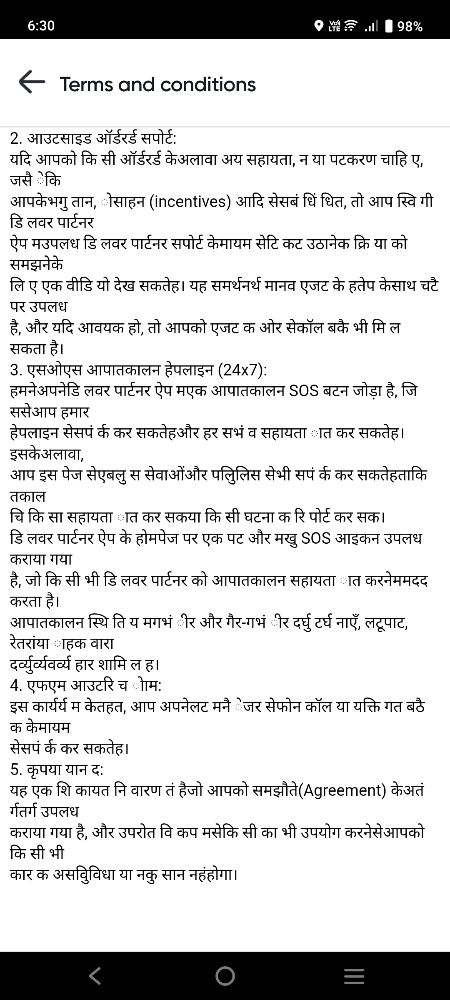 6:30
Vo) LTE 98%
Terms and conditions
2. आउटसाइड ऑर्डरर्ड सपोर्ट:
यदि आपको कि सी ऑर्डरर्ड केअलावा अय सहायता, न या पटकरण चाहि ए,
जसै ेकि
आपकेभगु तान, ोसाहन (incentives) आदि सेसबं धिं धित, तो आप स्वि गी
डि लवर पार्टनर
ऐप मउपलध डि लवर पार्टनर सपोर्ट केमायम सेटि कट उठानेक क्रि या को
समझनेके
लि ए एक वीडि यो देख सकतेह। यह समर्थनर्थ मानव एजट के हतेप केसाथ चटै
पर उपलध
है, और यदि आवयक हो, तो आपको एजट क ओर सेकॉल बकै भी मि ल
सकता है।
3. एसओएस आपातकालन हेपलाइन (24x7):
हमनेअपनेडि लवर पार्टनर ऐप मएक आपातकालन SOS बटन जोड़ा है, जि
ससेआप हमार
हेपलाइन सेसपं र्क कर सकतेहऔर हर सभं व सहायता ात कर सकतेह।
इसकेअलावा,
आप इस पेज सेएबलु स सेवाओंऔर पलुिलिस सेभी सपं र्क कर सकतेहताकि
तकाल
चि कि सा सहायता ात कर सकया कि सी घटना क रि पोर्ट कर सक।
डि लवर पार्टनर ऐप के होमपेज पर एक पट और मखु SOS आइकन उपलध
कराया गया
है, जो कि सी भी डि लवर पार्टनर को आपातकालन सहायता ात करनेममदद
करता है।
आपातकालन स्थि ति य मगभं ीर और गैर-गभं ीर दर्घु टर्घ नाएँ, लटूपाट,
रेतरांया ाहक वारा
दर्व्युर्व्यवर्व्य हार शामि ल ह।
4. एफएम आउटरि च ोाम:
इस कार्यर्य म केतहत, आप अपनेलट मनै ेजर सेफोन कॉल या यक्ति गत बठै
क केमायम
सेसपं र्क कर सकतेह।
5. कृपया यान द:
यह एक शि कायत नि वारण तं हैजो आपको समझौते(Agreement) केअतं
र्गतर्ग उपलध
कराया गया है, और उपरोत वि कप मसेकि सी का भी उपयोग करनेसेआपको
कि सी भी
कार क असवुिविधा या नकु सान नहंहोगा।